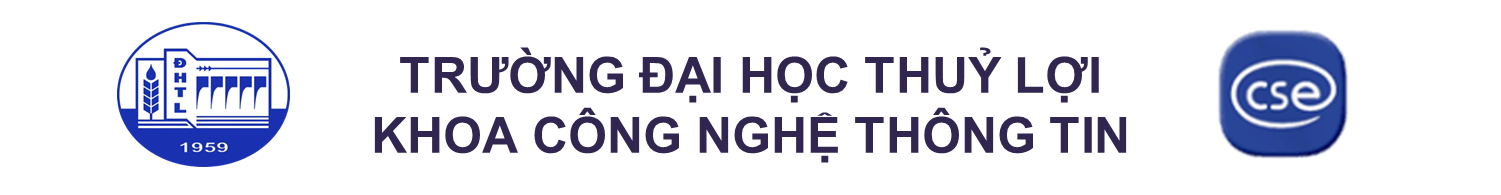 ĐHTL
1959
TRƯỜNG ĐẠI HỌC THUỶ LỢI
KHOA CÔNG NGHỆ THÔNG TIN
cse